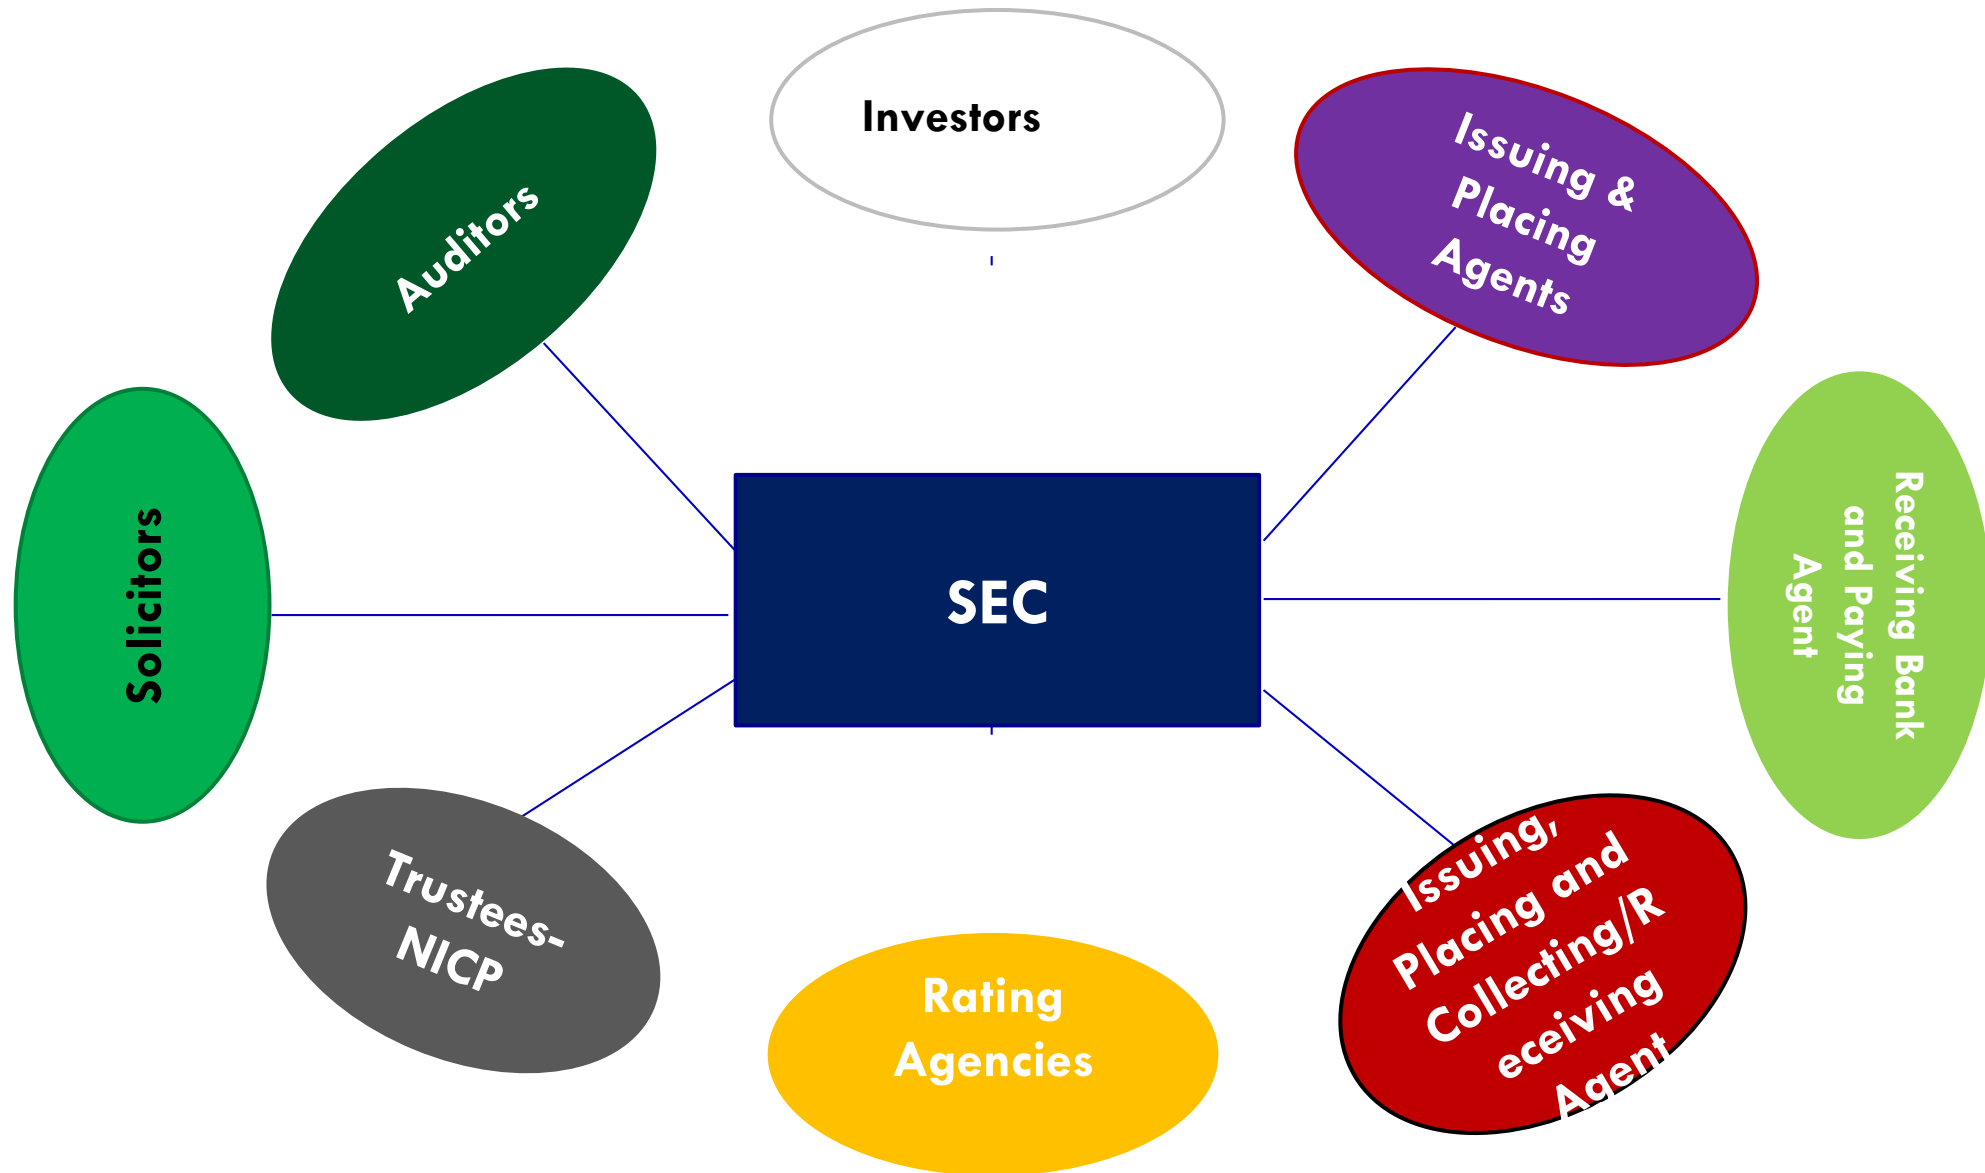 Investors
Auditors
Issuing &
Placing
Agents
Solicitors
SEC
Receiving Bank
and Paying
Agent
Trustees-
NICP
Rating
Agencies
Issuing,
Placing and
Collecting/R
eceiving
Agent